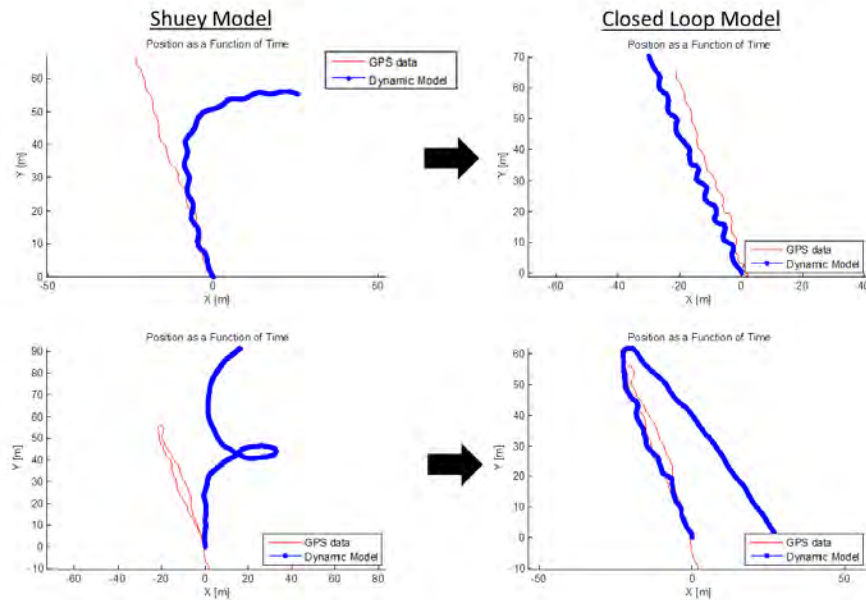 Shuey Model
Closed Loop Model
Position as a Function of Time
60
50
40
30
20
10
0
Y [m]
-50
0
50
X [m]
GPS data
Dynamic Model
Position as a Function of Time
70
60
50
40
30
20
10
0
Y [m]
-60
-40
-20
0
20
40
X [m]
GPS data
Dynamic Model
Position as a Function of Time
90
80
70
60
50
40
30
20
10
0
-10
Y [m]
-60
-40
-20
0
20
40
60
80
X [m]
GPS data
Dynamic Model
Position as a Function of Time
60
50
40
30
20
10
0
-10
Y [m]
-50
0
50
X [m]
GPS data
Dynamic Model